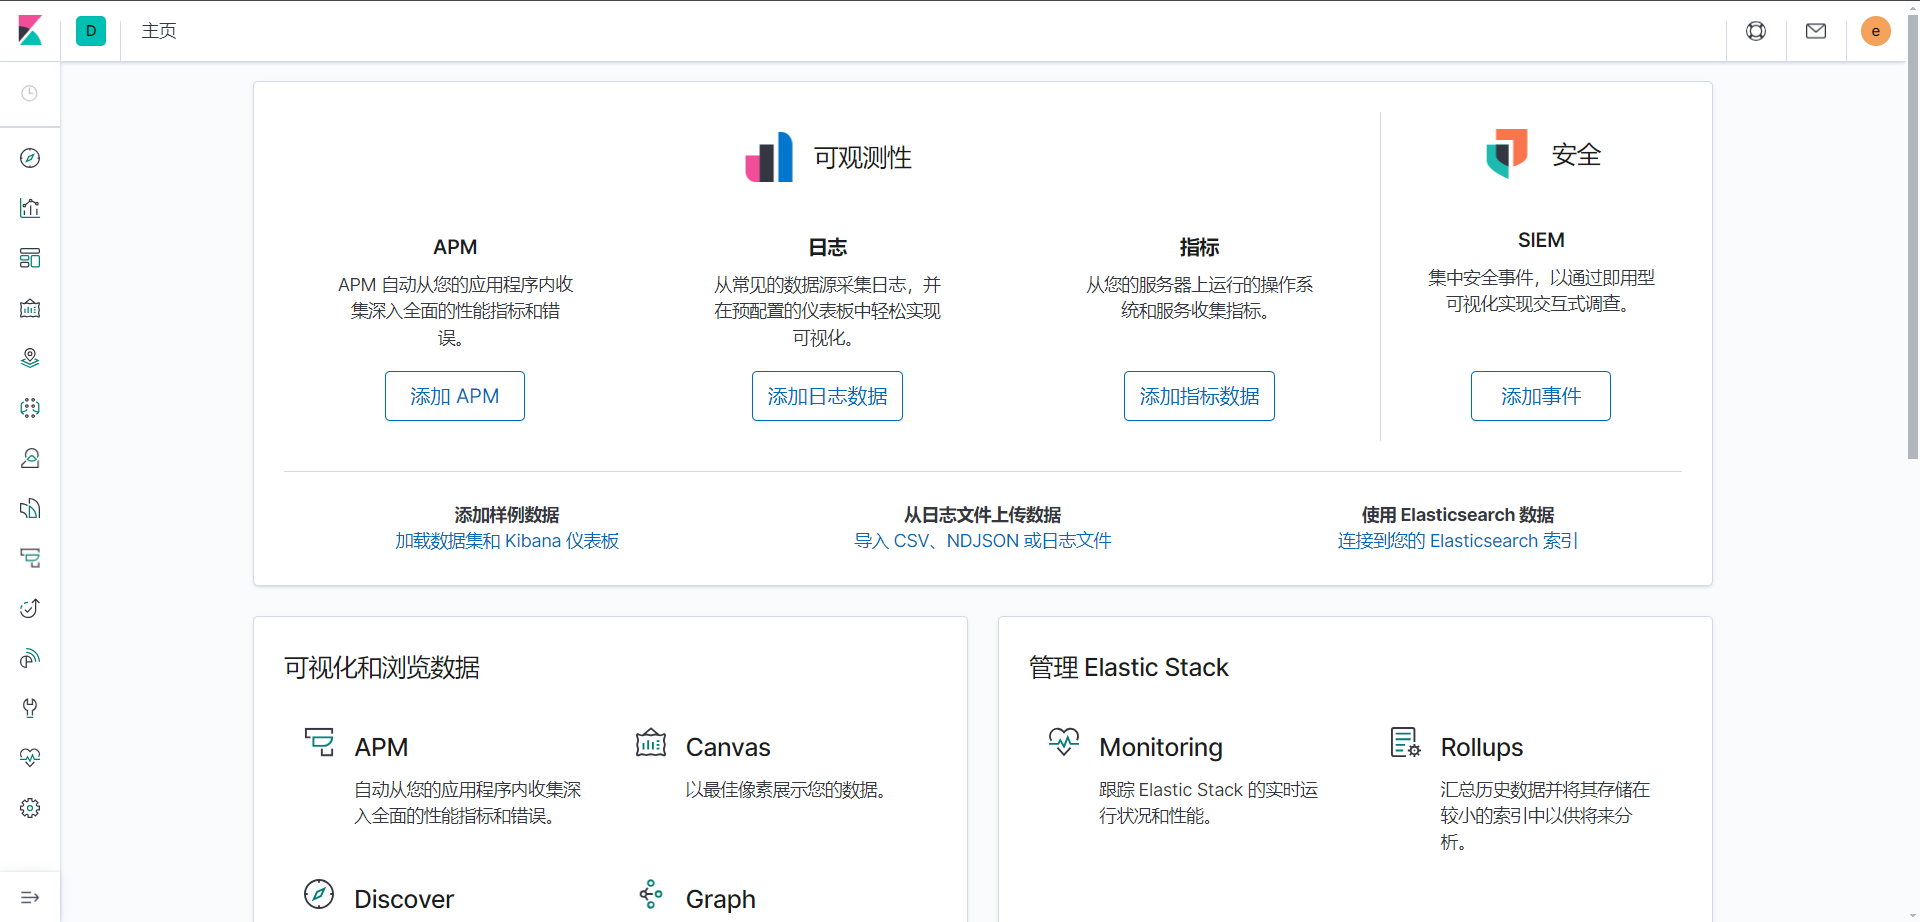 D
主页
e
可观测性
安全
APM
APM 自动从您的应用程序内收
集深入全面的性能指标和错
误。
添加 APM
日志
从常见的数据源采集日志，并
在预配置的仪表板中轻松实现
可视化。
添加日志数据
指标
从您的服务器上运行的操作系
统和服务收集指标。
添加指标数据
SIEM
集中安全事件，以通过即用型
可视化实现交互式调查。
添加事件
添加样例数据
加载数据集和 Kibana 仪表板
从日志文件上传数据
导入 CSV、NDJSON 或日志文件
使用 Elasticsearch 数据
连接到您的 Elasticsearch 索引
可视化和浏览数据
APM
自动从您的应用程序内收集深
入全面的性能指标和错误。
Canvas
以最佳像素展示您的数据。
Discover
Graph
管理 Elastic Stack
Monitoring
跟踪 Elastic Stack 的实时运
行状况和性能。
Rollups
汇总历史数据并将其存储在
较小的索引中以供将来分
析。